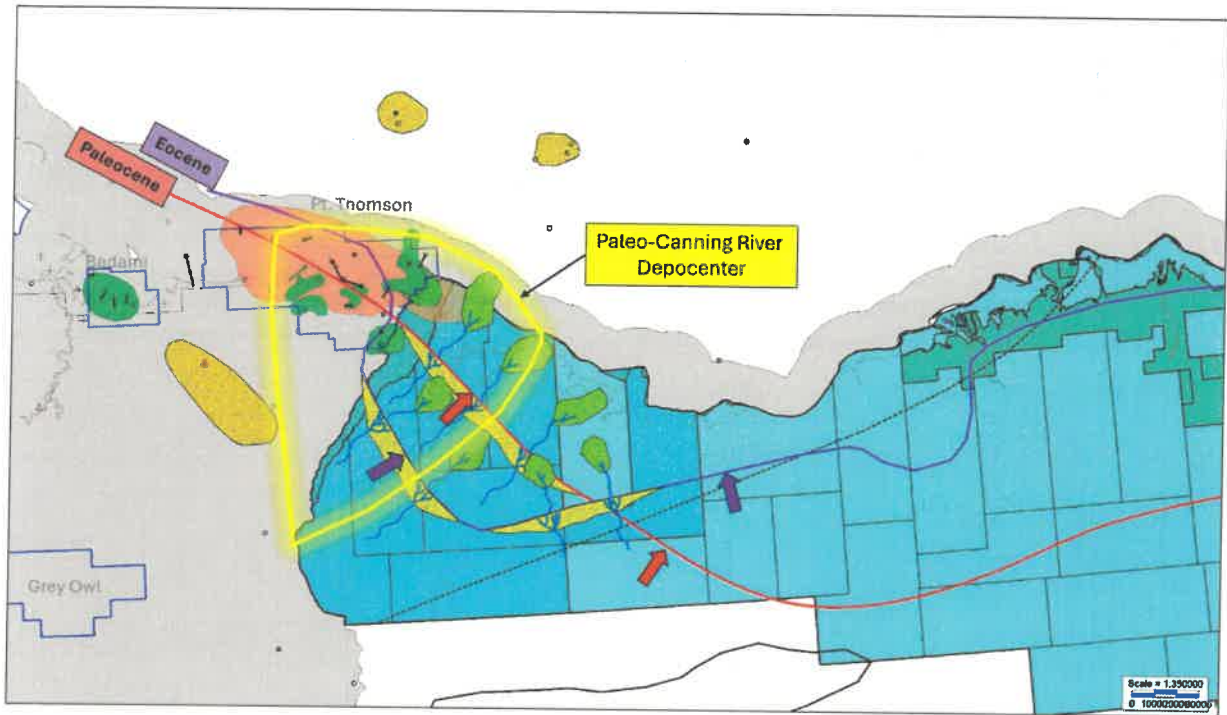 Eocene
Paleocene
Pt. Thomson
Badami
Paleo-Canning River
Depocenter
Grey Owl
Scale = 1:350000